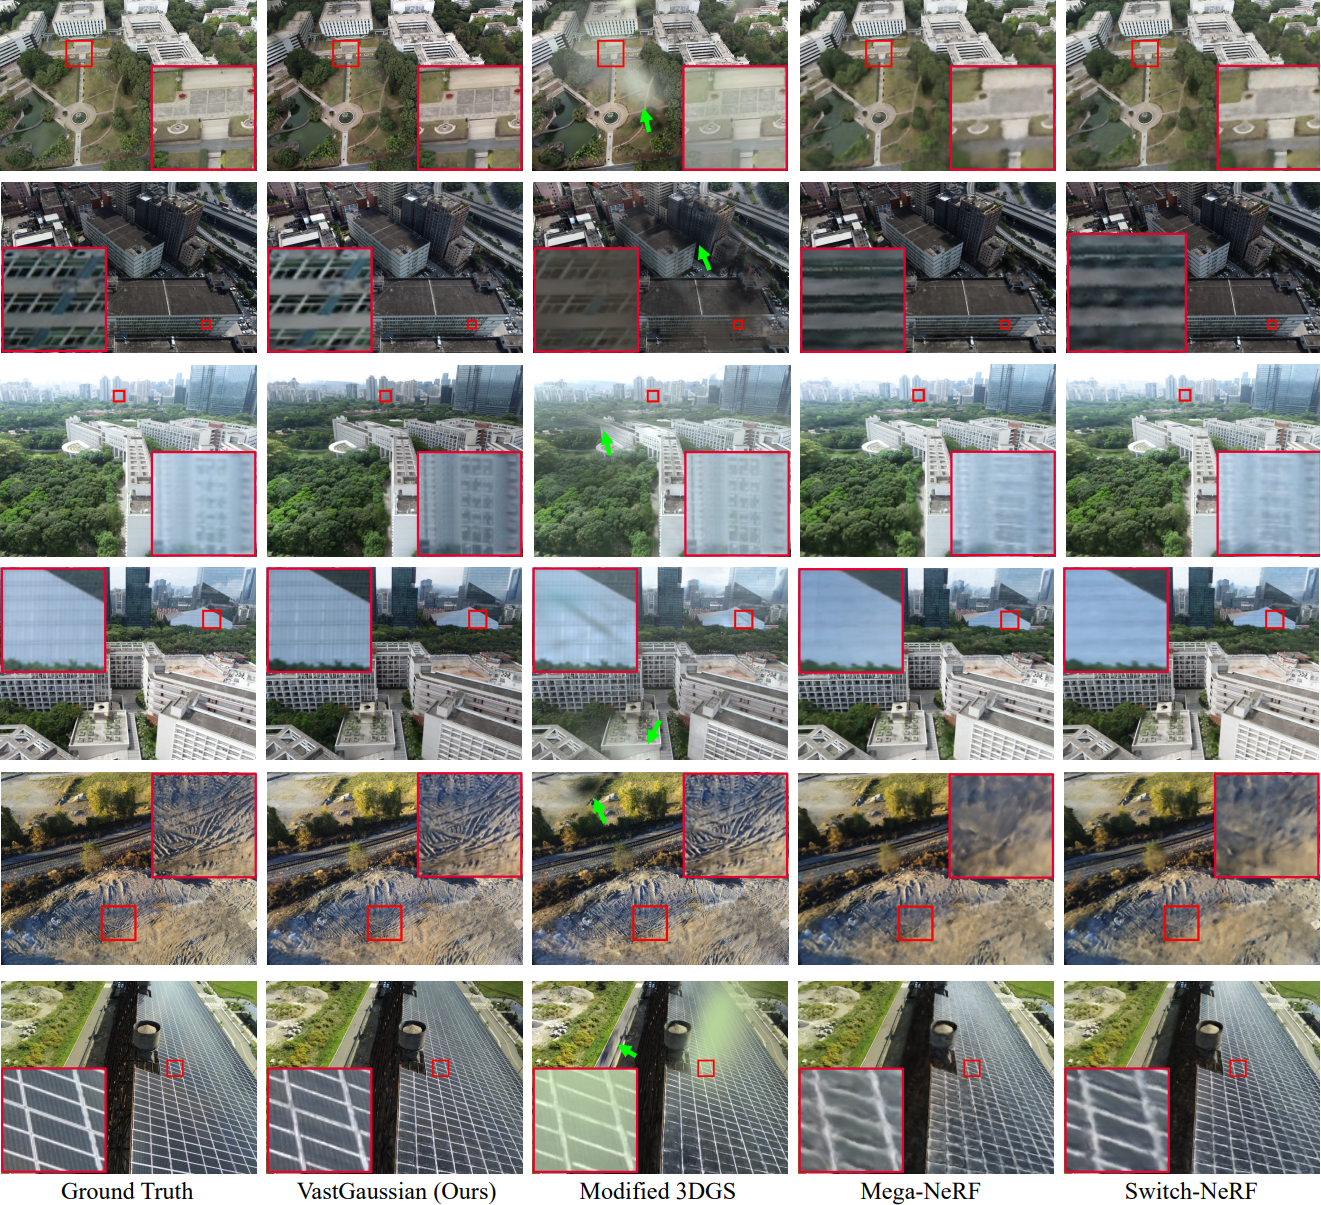 Ground Truth
VastGaussian (Ours)
Modified 3DGS
Mega-NeRF
Switch-NeRF